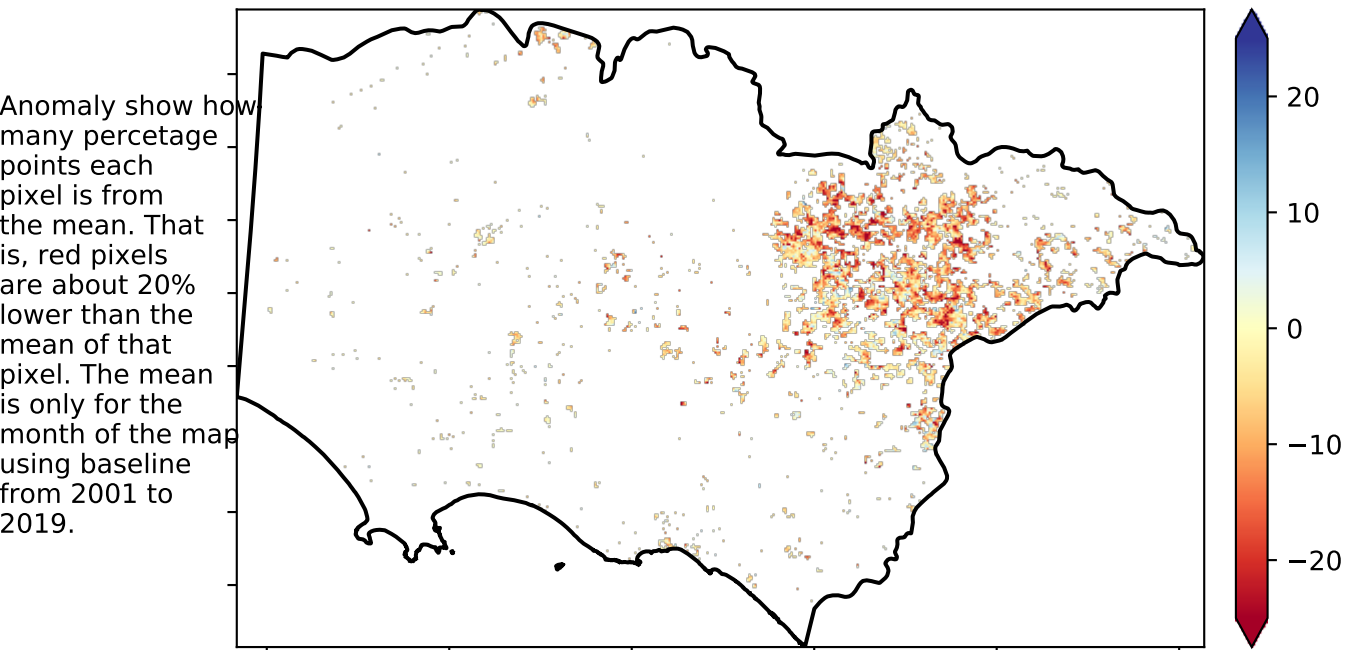 Anomaly show how
many percetage
points each
pixel is from
the mean. That
is, red pixels
are about 20%
lower than the
mean of that
pixel. The mean
is only for the
month of the map
using baseline
from 2001 to
2019.
20
10
0
−10
−20